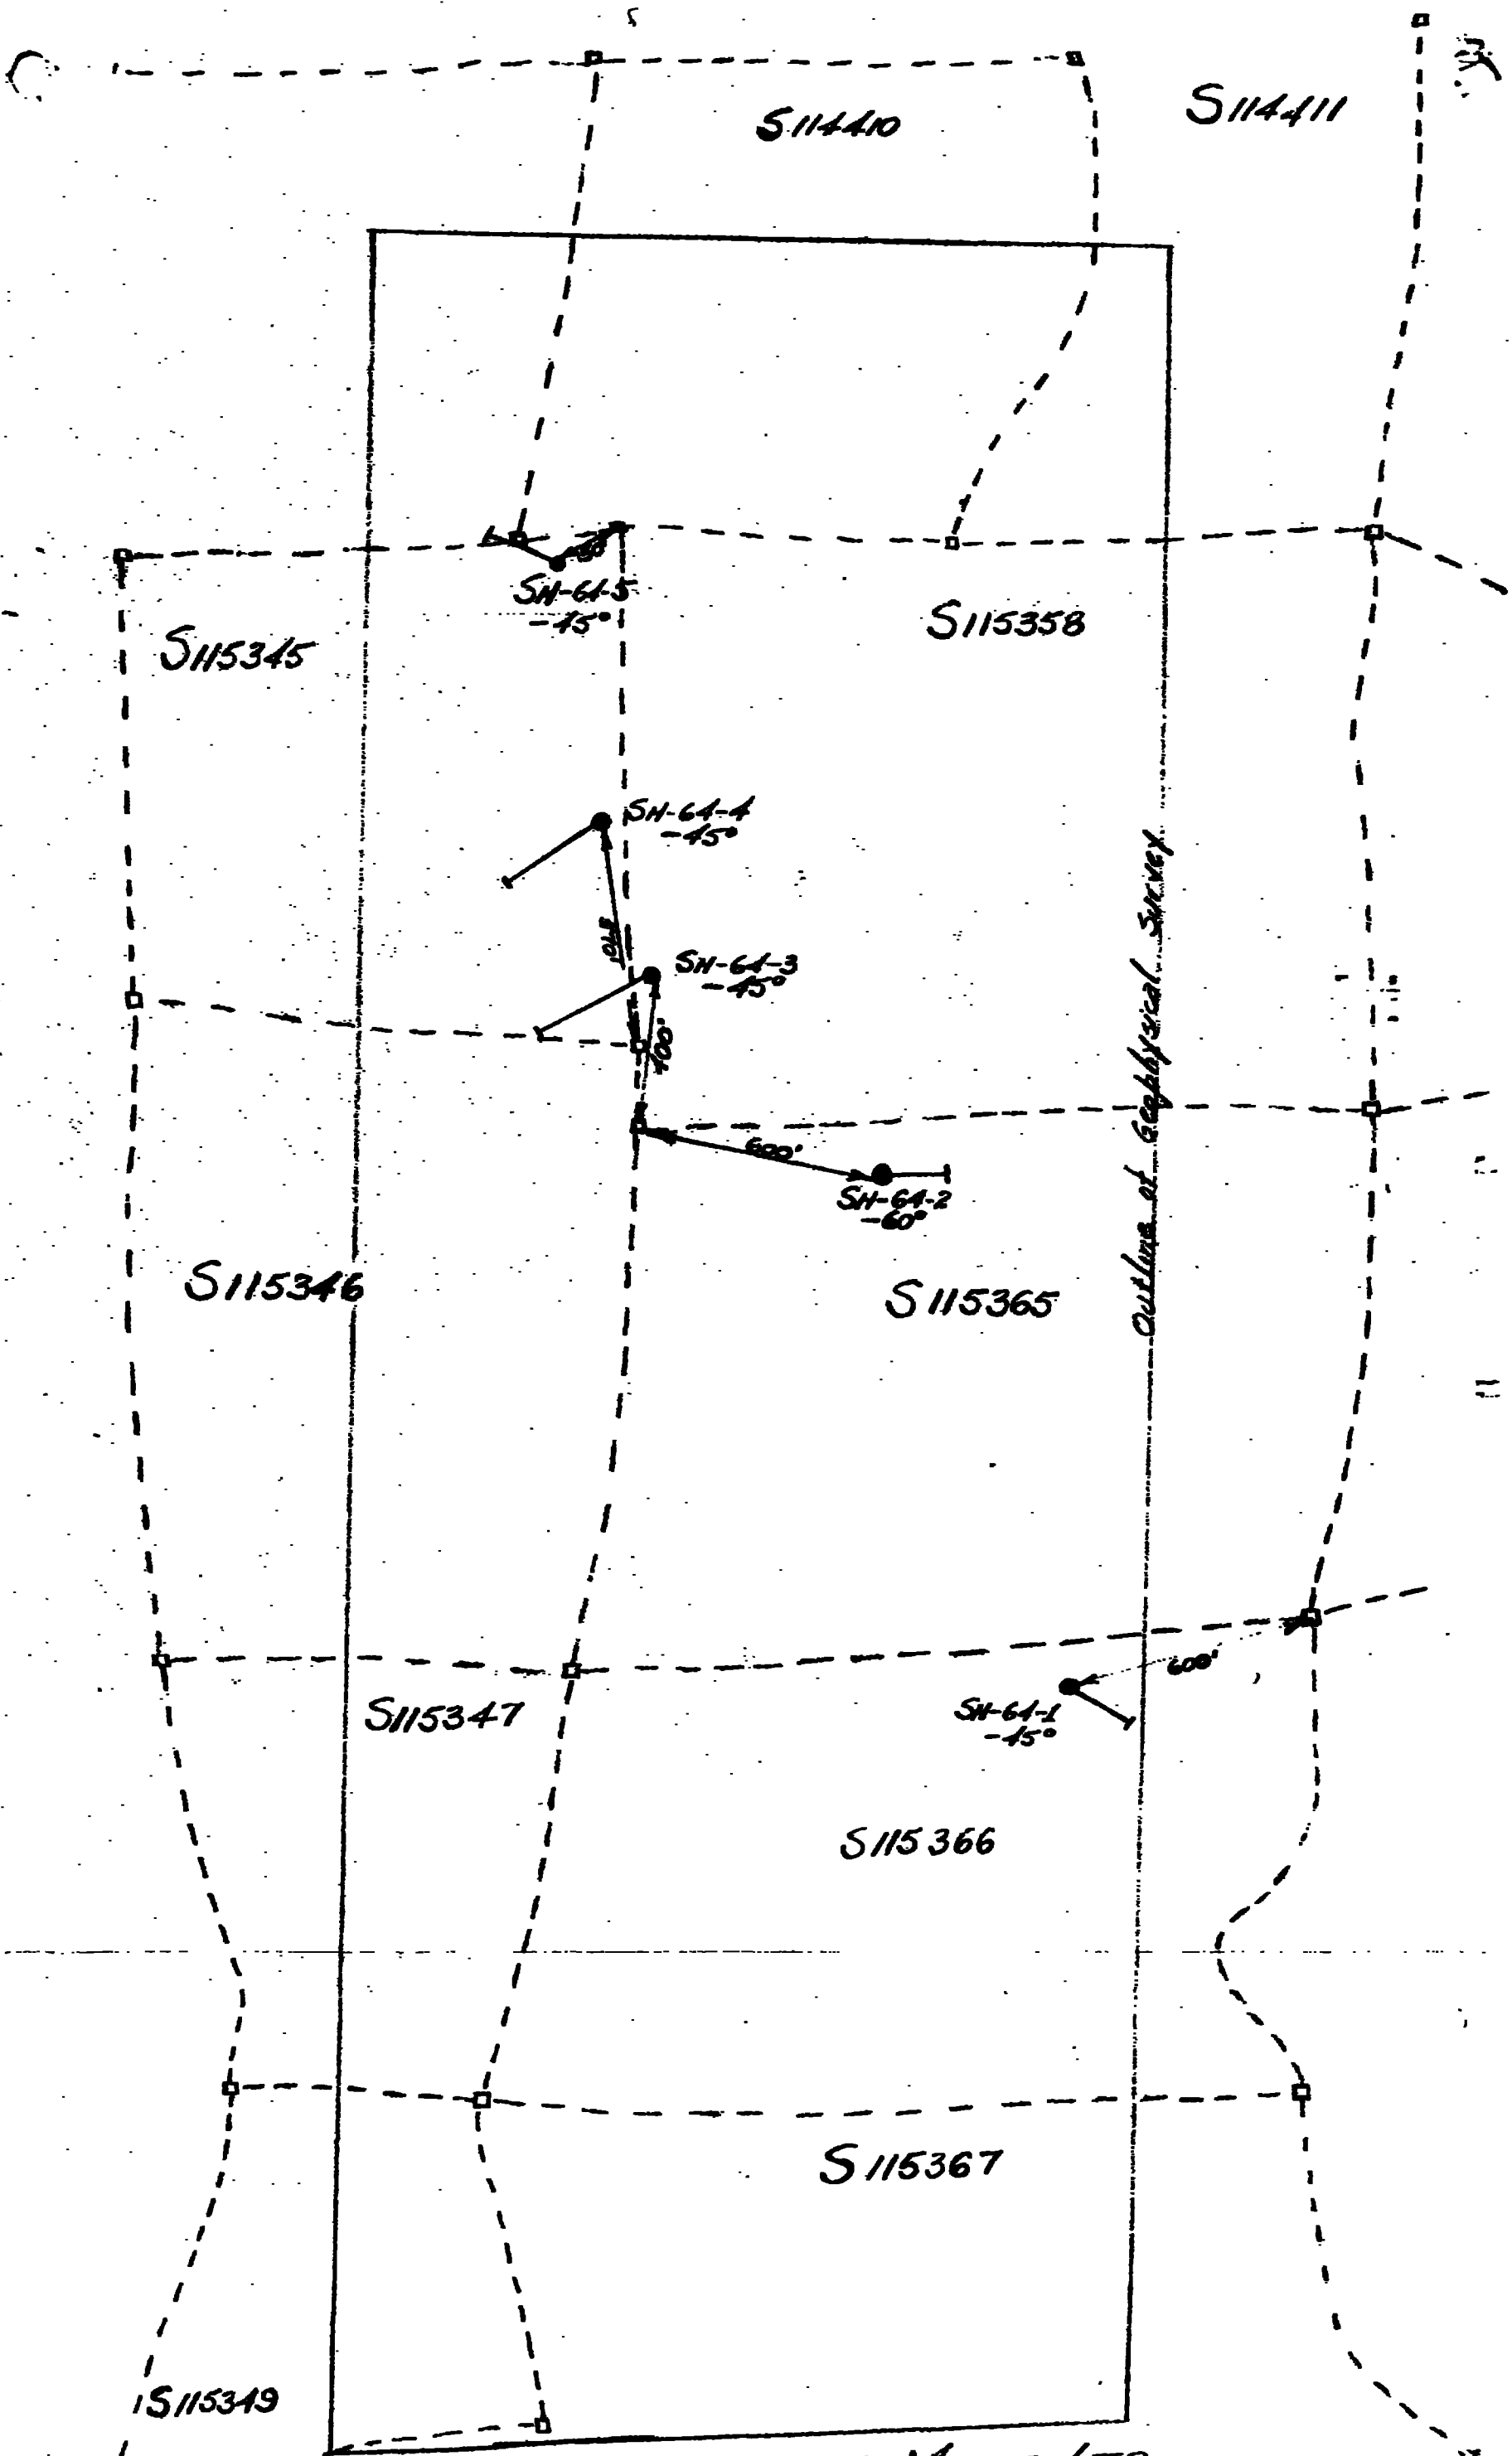 S114410
S114411
SH-64-5
-45°
S115345
S115358
SH-64-4
-45°
SH-64-3
-45°
400'
600'
SH-64-2
-60°
Outline of Geophysical Survey
S115346
S115365
600'
S115347
SH-64-1
-45°
S115366
S115367
S115349